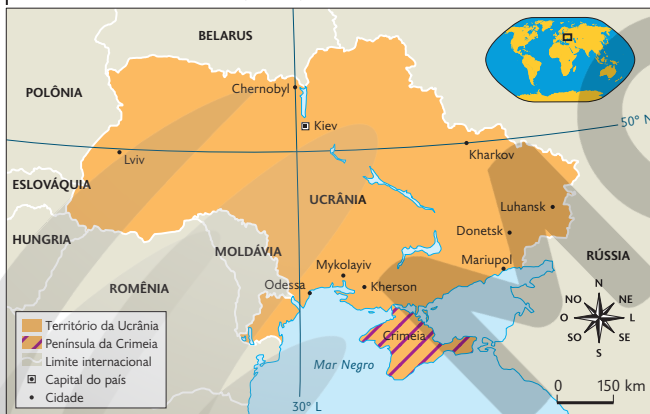 BELARUS
POLÔNIA
Chernobyl
Kiev
50° N
Lviv
Kharkov
ESLOVÁQUIA
UCRÂNIA
Luhansk
HUNGRIA
Donetsk
MOLDÁVIA
RÚSSIA
Mariupol
Mykolayiv
ROMÊNIA
Odessa
Kherson
N
NO NE
O L
SO SE
S
Território da Ucrânia
Península da Crimeia
Limite internacional
Capital do país
Cidade
Crimeia
Mar Negro
30° L
0 150 km